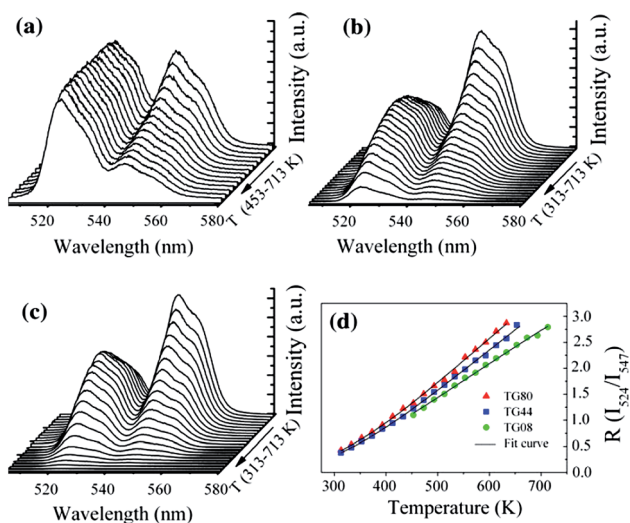 (a)
Intensity (a.u.)
T (453-713 K)
520 540 560 580
Wavelength (nm)
(b)
Intensity (a.u.)
T (313-713 K)
520 540 560 580
Wavelength (nm)
(c)
Intensity (a.u.)
T (313-713 K)
520 540 560 580
Wavelength (nm)
(d)
3.0
2.5
2.0
1.5
1.0
0.5
0.0
R (I524/I547)
TG80
TG44
TG08
Fit curve
300 400 500 600 700
Temperature (K)